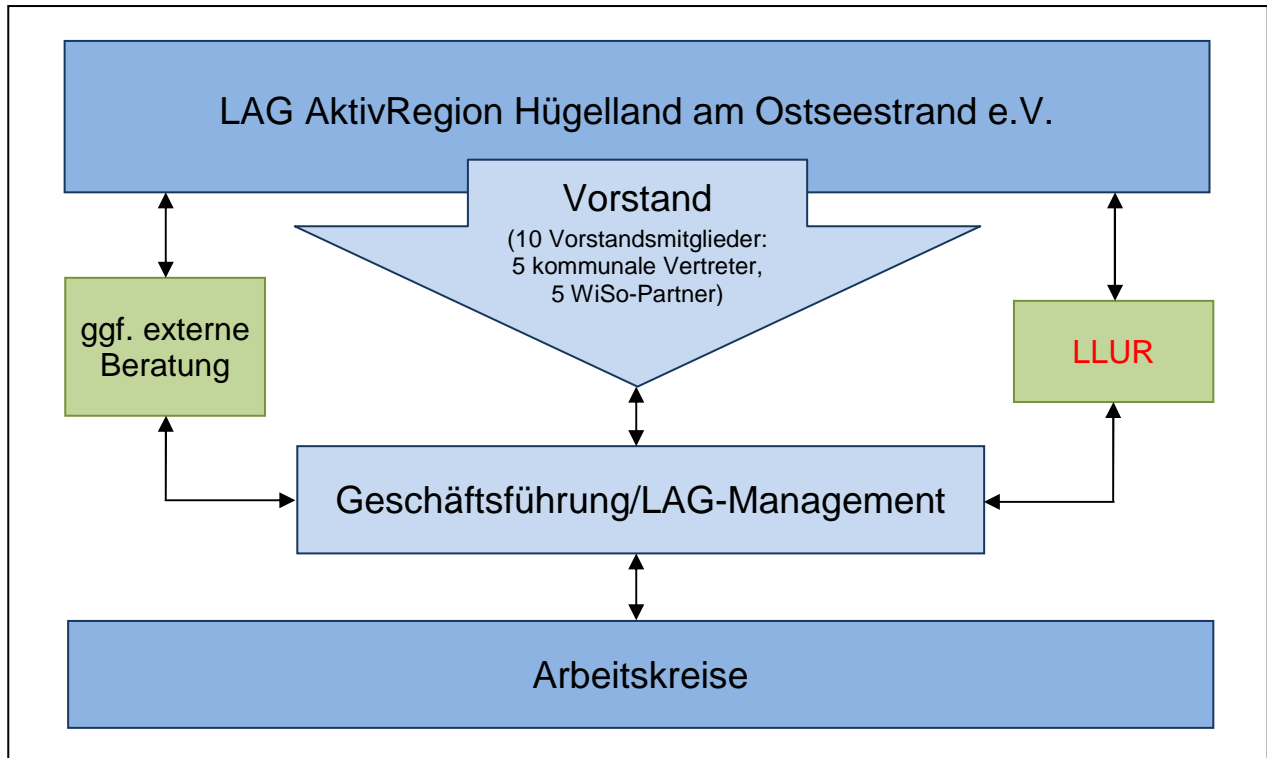 LAG AktivRegion Hügelland am Ostseestrand e.V.
Vorstand
(10 Vorstandsmitglieder:
5 kommunale Vertreter,
5 WiSo-Partner)
ggf. externe
Beratung
LLUR
Geschäftsführung/LAG-Management
Arbeitskreise